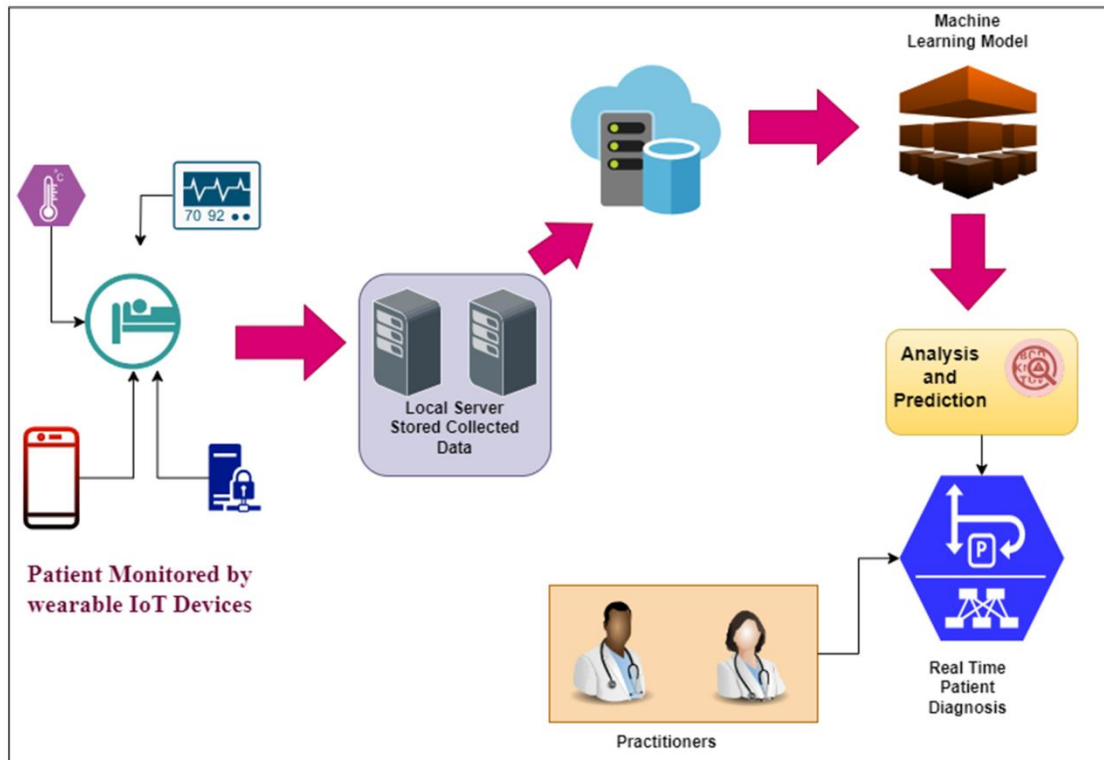 Machine
Learning Model
°C
70 92
Patient Monitored by
wearable IoT Devices
Local Server
Stored Collected
Data
Analysis
and
Prediction
P
Real Time
Patient
Diagnosis
Practitioners